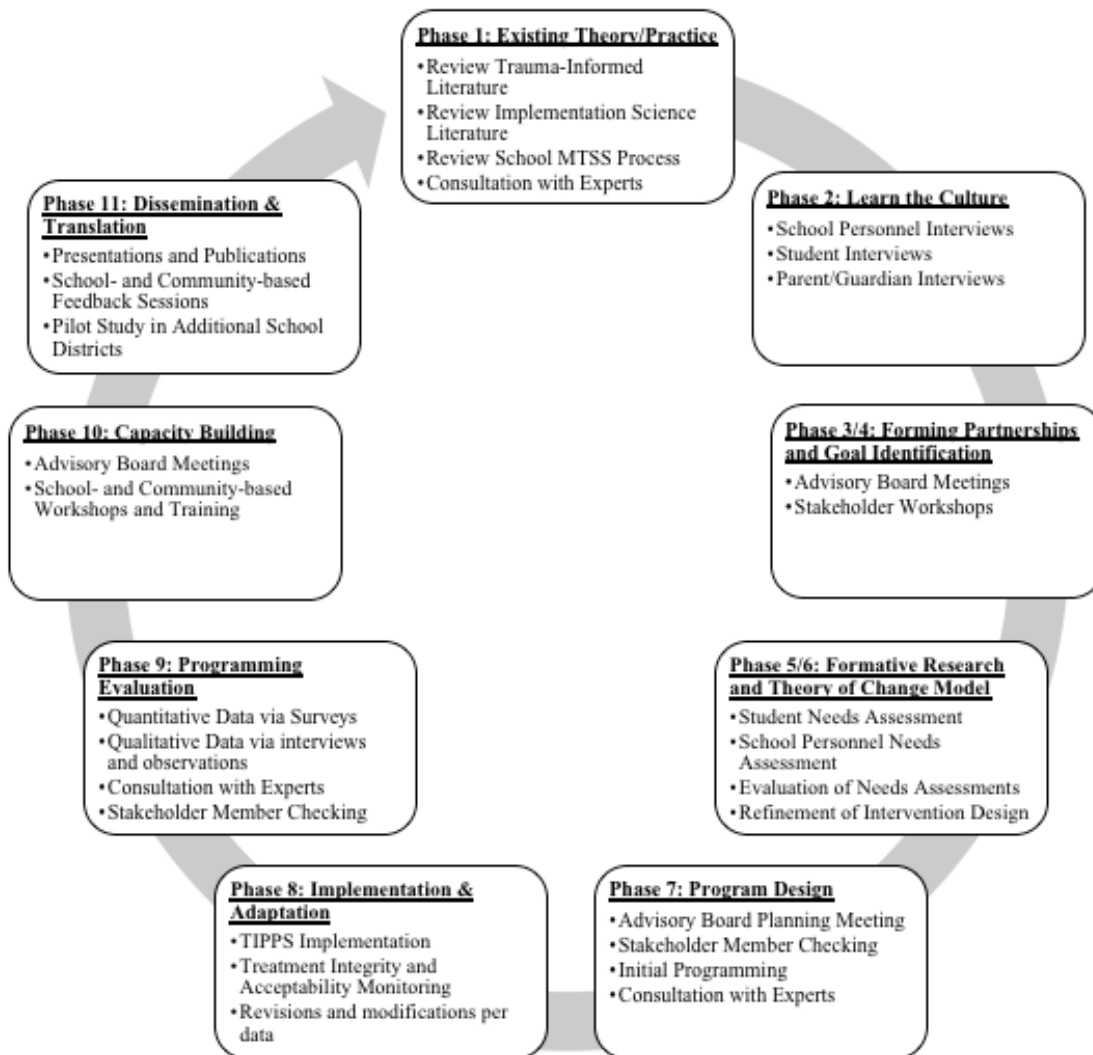 Phase 1: Existing Theory/Practice
•Review Trauma-Informed
Literature
•Review Implementation Science
Literature
•Review School MTSS Process
•Consultation with Experts
Phase 2: Learn the Culture
•School Personnel Interviews
•Student Interviews
•Parent/Guardian Interviews
Phase 3/4: Forming Partnerships
and Goal Identification
•Advisory Board Meetings
•Stakeholder Workshops
Phase 5/6: Formative Research
and Theory of Change Model
•Student Needs Assessment
•School Personnel Needs
Assessment
•Evaluation of Needs Assessments
•Refinement of Intervention Design
Phase 7: Program Design
•Advisory Board Planning Meeting
•Stakeholder Member Checking
•Initial Programming
•Consultation with Experts
Phase 8: Implementation &
Adaptation
•TIPPS Implementation
•Treatment Integrity and
Acceptability Monitoring
•Revisions and modifications per
data
Phase 9: Programming
Evaluation
•Quantitative Data via Surveys
•Qualitative Data via interviews
and observations
•Consultation with Experts
•Stakeholder Member Checking
Phase 10: Capacity Building
•Advisory Board Meetings
•School- and Community-based
Workshops and Training
Phase 11: Dissemination &
Translation
•Presentations and Publications
•School- and Community-based
Feedback Sessions
•Pilot Study in Additional School
Districts